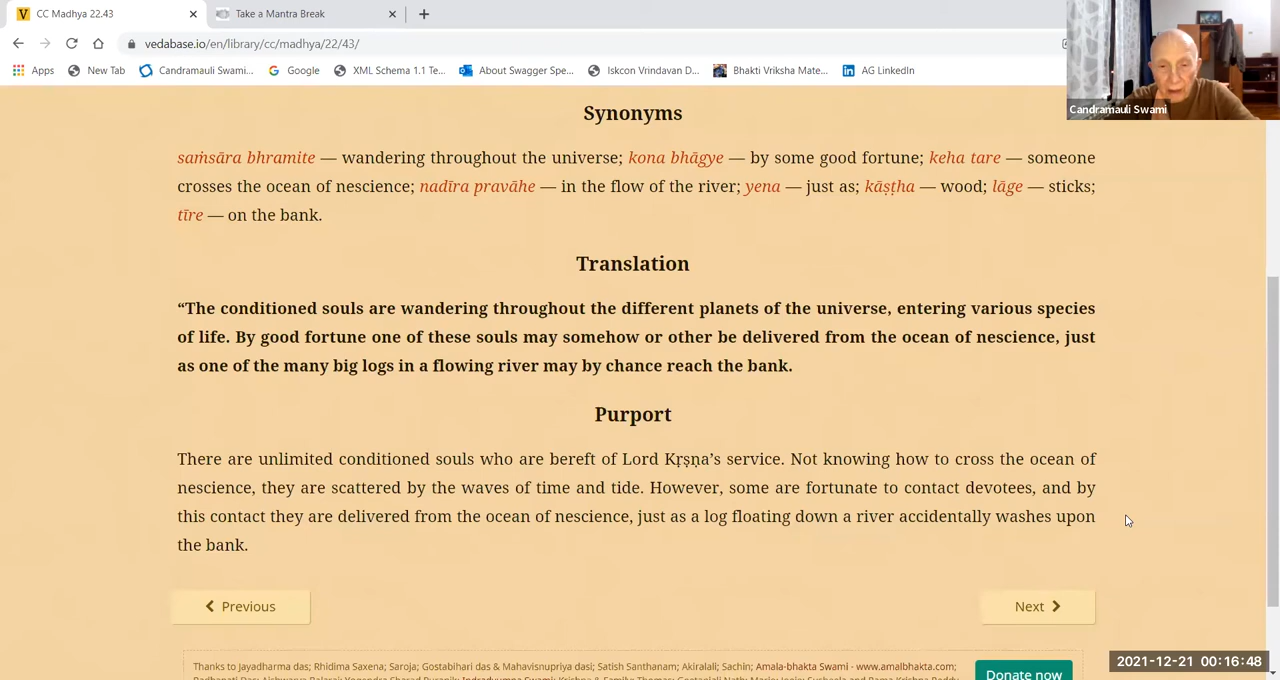 CC Madhya 22.43
Take a Mantra Break
vedabase.io/en/library/cc/madhya/22/43/
Apps New Tab Candramauli Swami... Google XML Schema 1.1 Te... About Swagger Spe... Iskcon Vrindavan D... Bhakti Vriksha Mate... AG LinkedIn
Candramauli Swami
Synonyms
saṁsāra bhramite — wandering throughout the universe; kona bhāgye — by some good fortune; keha tare — someone
crosses the ocean of nescience; nadīra pravāhe — in the flow of the river; yena — just as; kāṣṭha — wood; lāge — sticks;
tīre — on the bank.
Translation
“The conditioned souls are wandering throughout the different planets of the universe, entering various species
of life. By good fortune one of these souls may somehow or other be delivered from the ocean of nescience, just
as one of the many big logs in a flowing river may by chance reach the bank.
Purport
There are unlimited conditioned souls who are bereft of Lord Kṛṣṇa’s service. Not knowing how to cross the ocean of
nescience, they are scattered by the waves of time and tide. However, some are fortunate to contact devotees, and by
this contact they are delivered from the ocean of nescience, just as a log floating down a river accidentally washes upon
the bank.
Previous
Next
Thanks to Jayadharma das; Rhidima Saxena; Saroja; Gostabihari das & Mahavisnupriya dasi; Satish Santhanam; Akiralali; Sachin; Amala-bhakta Swami - www.amalbhakta.com;
Donate now
2021-12-21 00:16:48